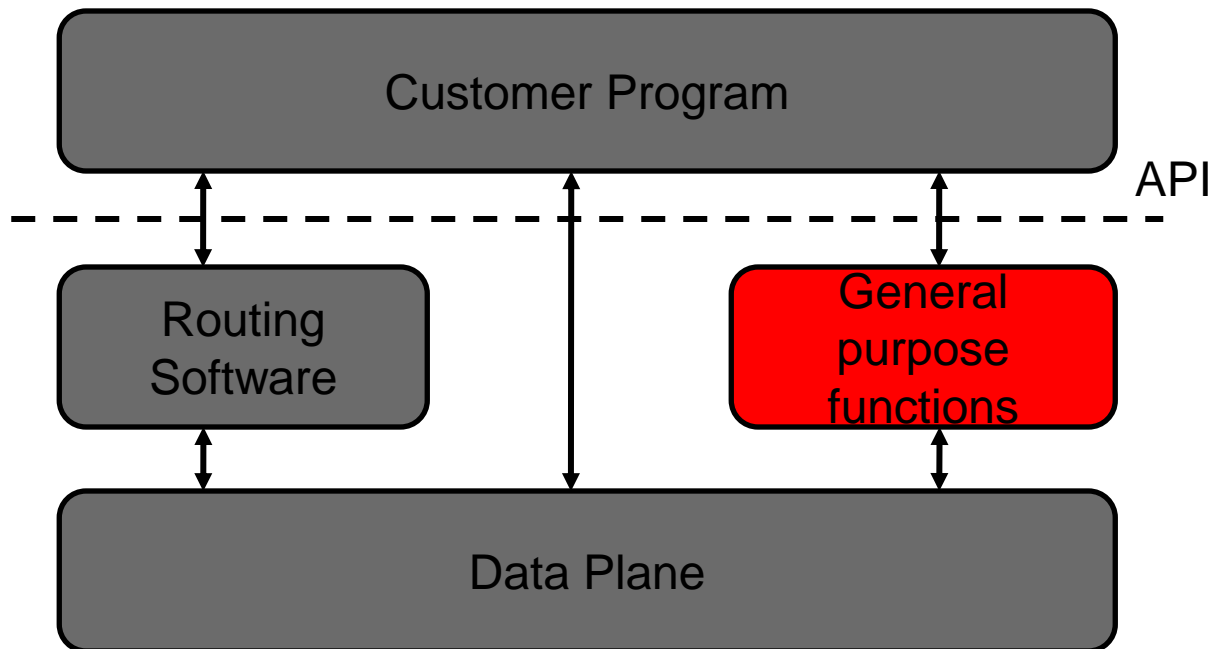 Customer Program
API
Routing
Software
General
purpose
functions
Data Plane